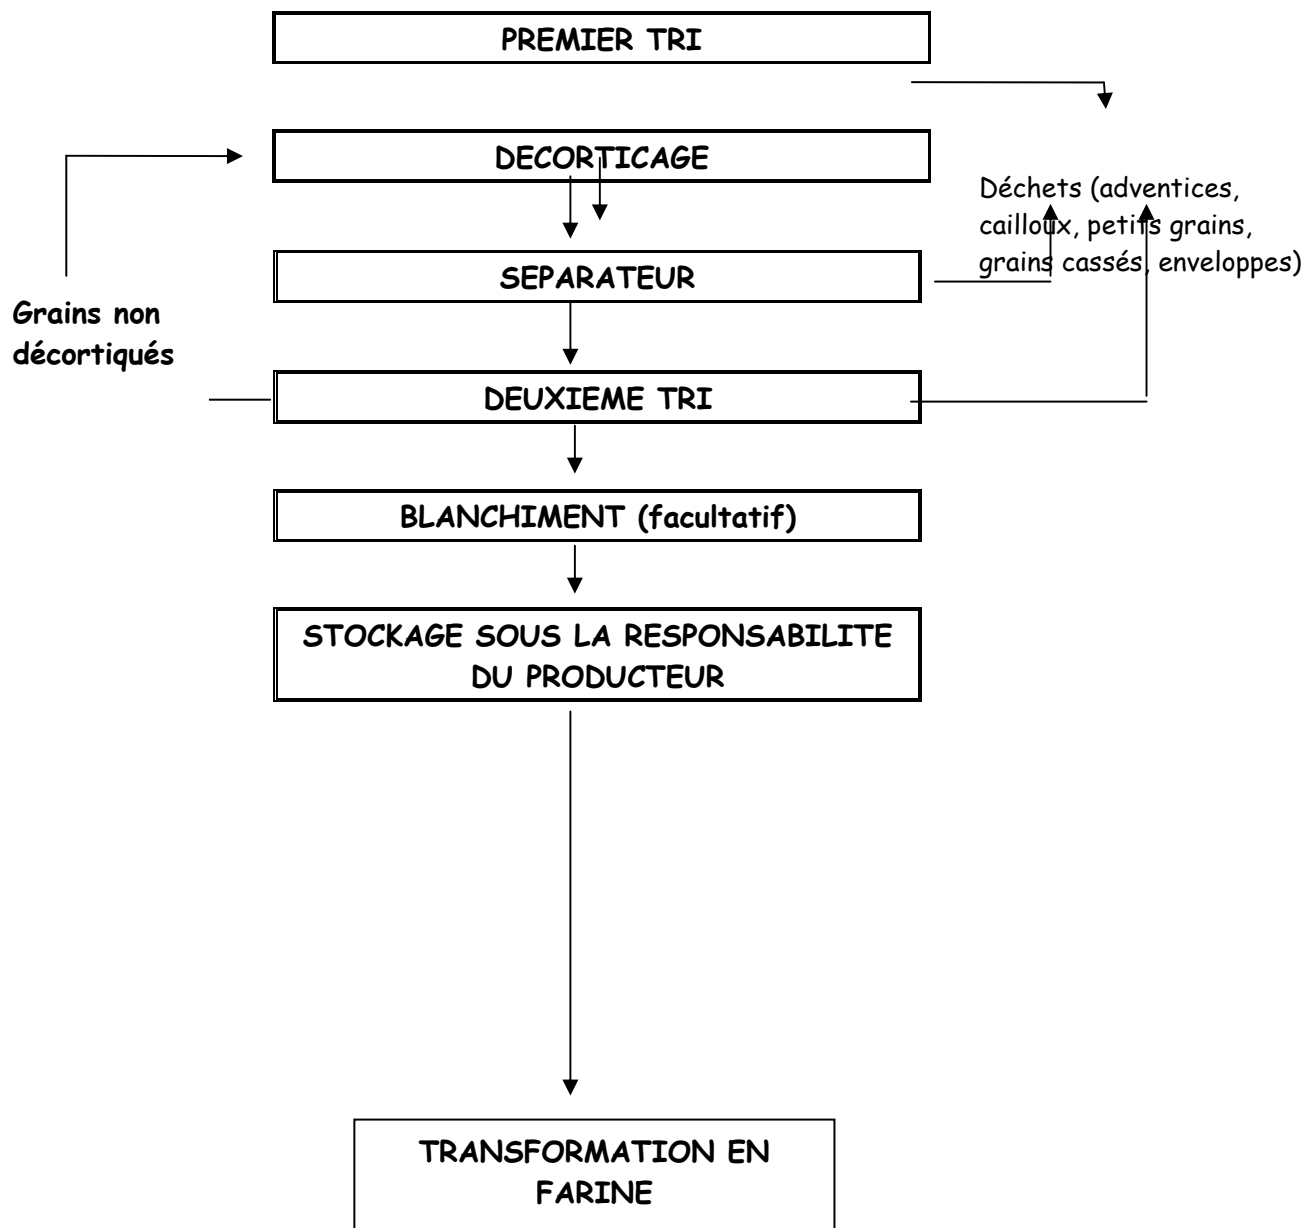 PREMIER TRI
DECORTICAGE
Déchets (adventices,
cailloux, petits grains,
grains cassés, enveloppes)
SEPARATEUR
Grains non
décortiqués
DEUXIEME TRI
BLANCHIMENT (facultatif)
STOCKAGE SOUS LA RESPONSABILITE
DU PRODUCTEUR
TRANSFORMATION EN
FARINE